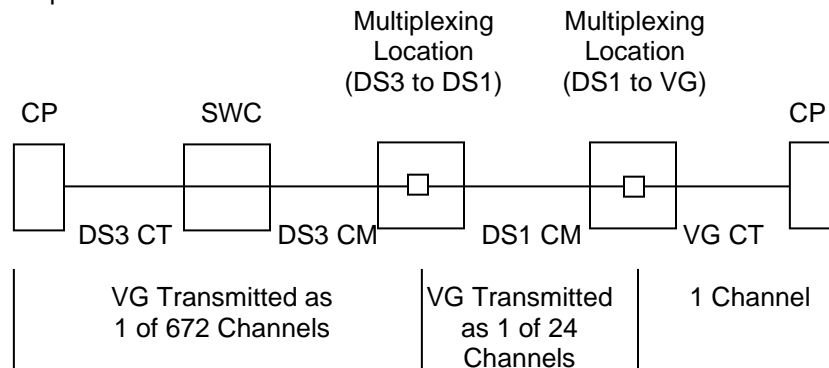 Multiplexing Multiplexing
Location Location
(DS3 to DS1) (DS1 to VG)
CP SWC CP
DS3 CT DS3 CM DS1 CM VG CT
VG Transmitted as VG Transmitted 1 Channel
1 of 672 Channels as 1 of 24
Channels